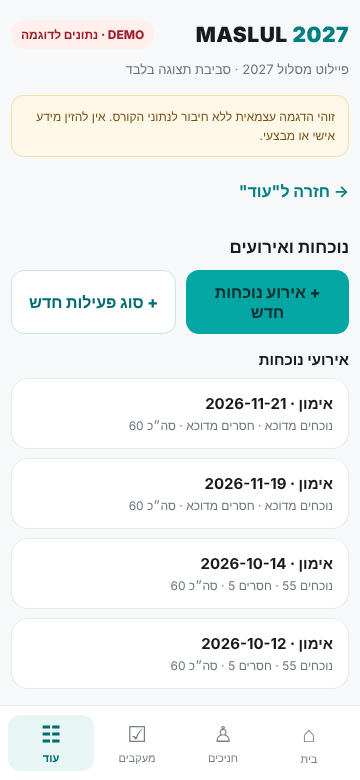 MASLUL 2027
DEMO · נתונים לדוגמה
פיילוט מסלול 2027 · סביבת תצוגה בלבד
זוהי הדגמה עצמאית ללא חיבור לנתוני הקורס. אין להזין מידע
אישי או מבצעי.
→ חזרה ל"עוד"
נוכחות ואירועים
+ אירוע נוכחות
חדש
+ סוג פעילות חדש
אירועי נוכחות
אימון · 2026-11-21
נוכחים מדוכא · חסרים מדוכא · סה״כ 60
אימון · 2026-11-19
נוכחים מדוכא · חסרים מדוכא · סה״כ 60
אימון · 2026-10-14
נוכחים 55 · חסרים 5 · סה״כ 60
אימון · 2026-10-12
נוכחים 55 · חסרים 5 · סה״כ 60
בית
חניכים
מעקבים
עוד